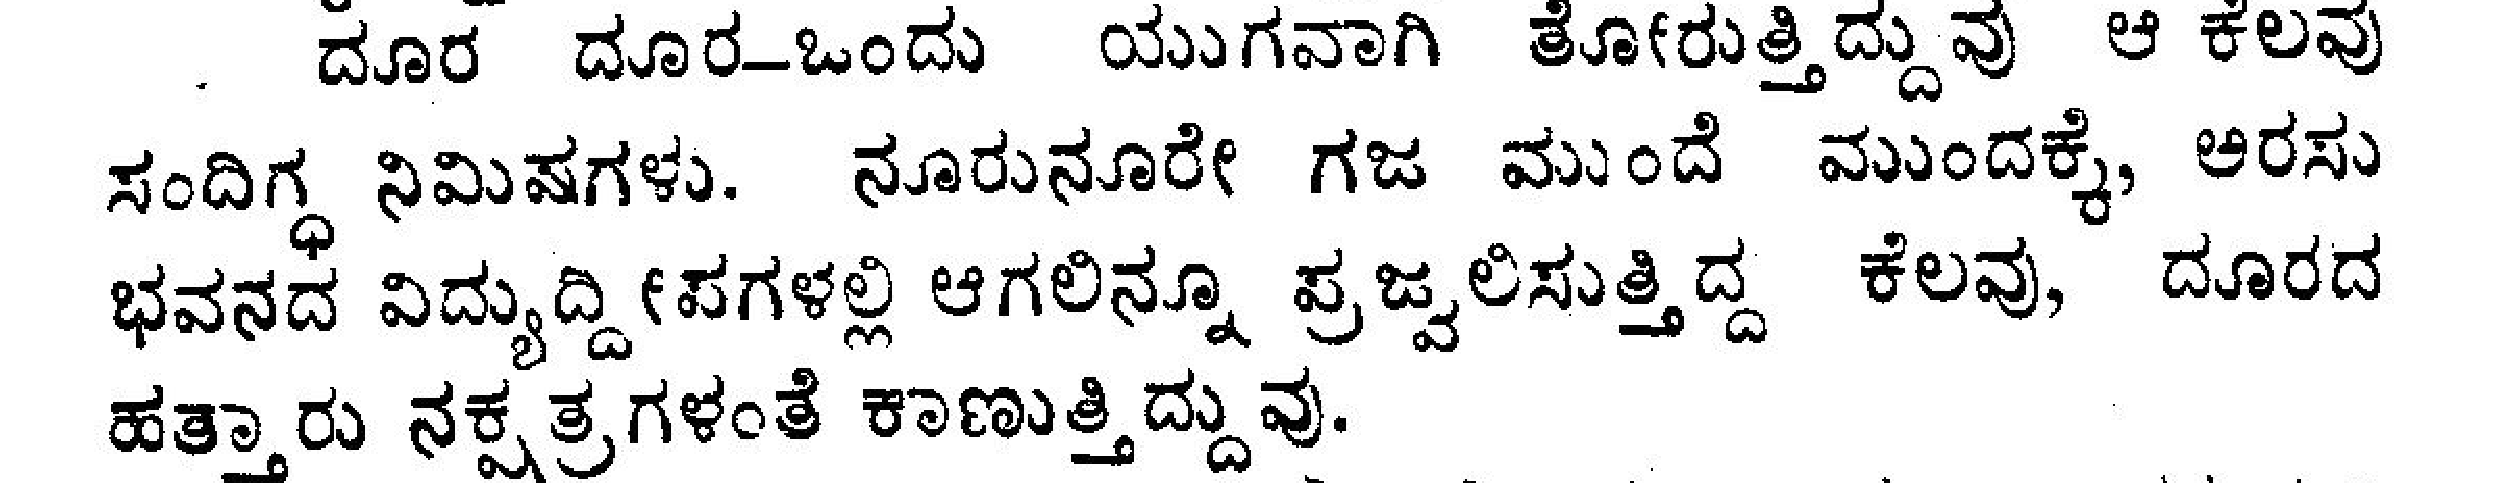 ದೂರ ದೂರ–ಒಂದು ಯುಗವಾಗಿ ತೋರುತ್ತಿದ್ದುವು ಆ ಕೆಲವು
ಸಂದಿಗ್ಧ ನಿಮಿಷಗಳು. ನೂರುನೂರೇ ಗಜ ಮುಂದೆ ಮುಂದಕ್ಕೆ, ಅರಸು
ಭವನದ ವಿದ್ಯುದ್ದೀಪಗಳಲ್ಲಿ ಆಗಲಿನ್ನೂ ಪ್ರಜ್ವಲಿಸುತ್ತಿದ್ದ ಕೆಲವು, ದೂರದ
ಹತ್ತಾರು ನಕ್ಷತ್ರಗಳಂತೆ ಕಾಣುತ್ತಿದ್ದುವು.